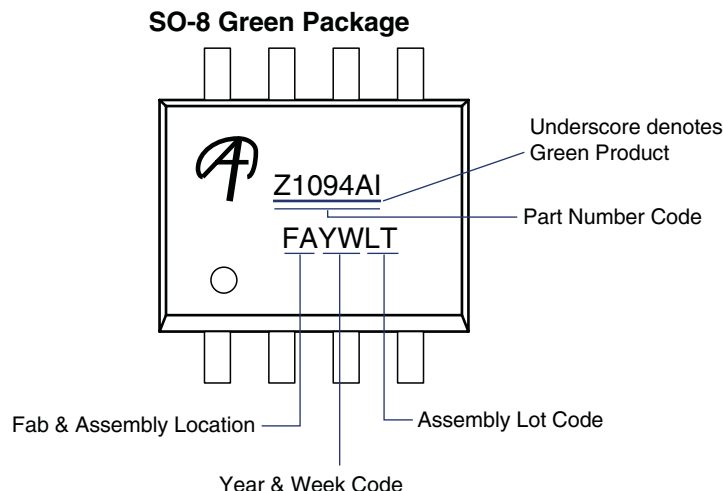 SO-8 Green Package
Underscore denotes
Green Product
Z1094AI
Part Number Code
FAYWLT
Fab & Assembly Location
Assembly Lot Code
Year & Week Code